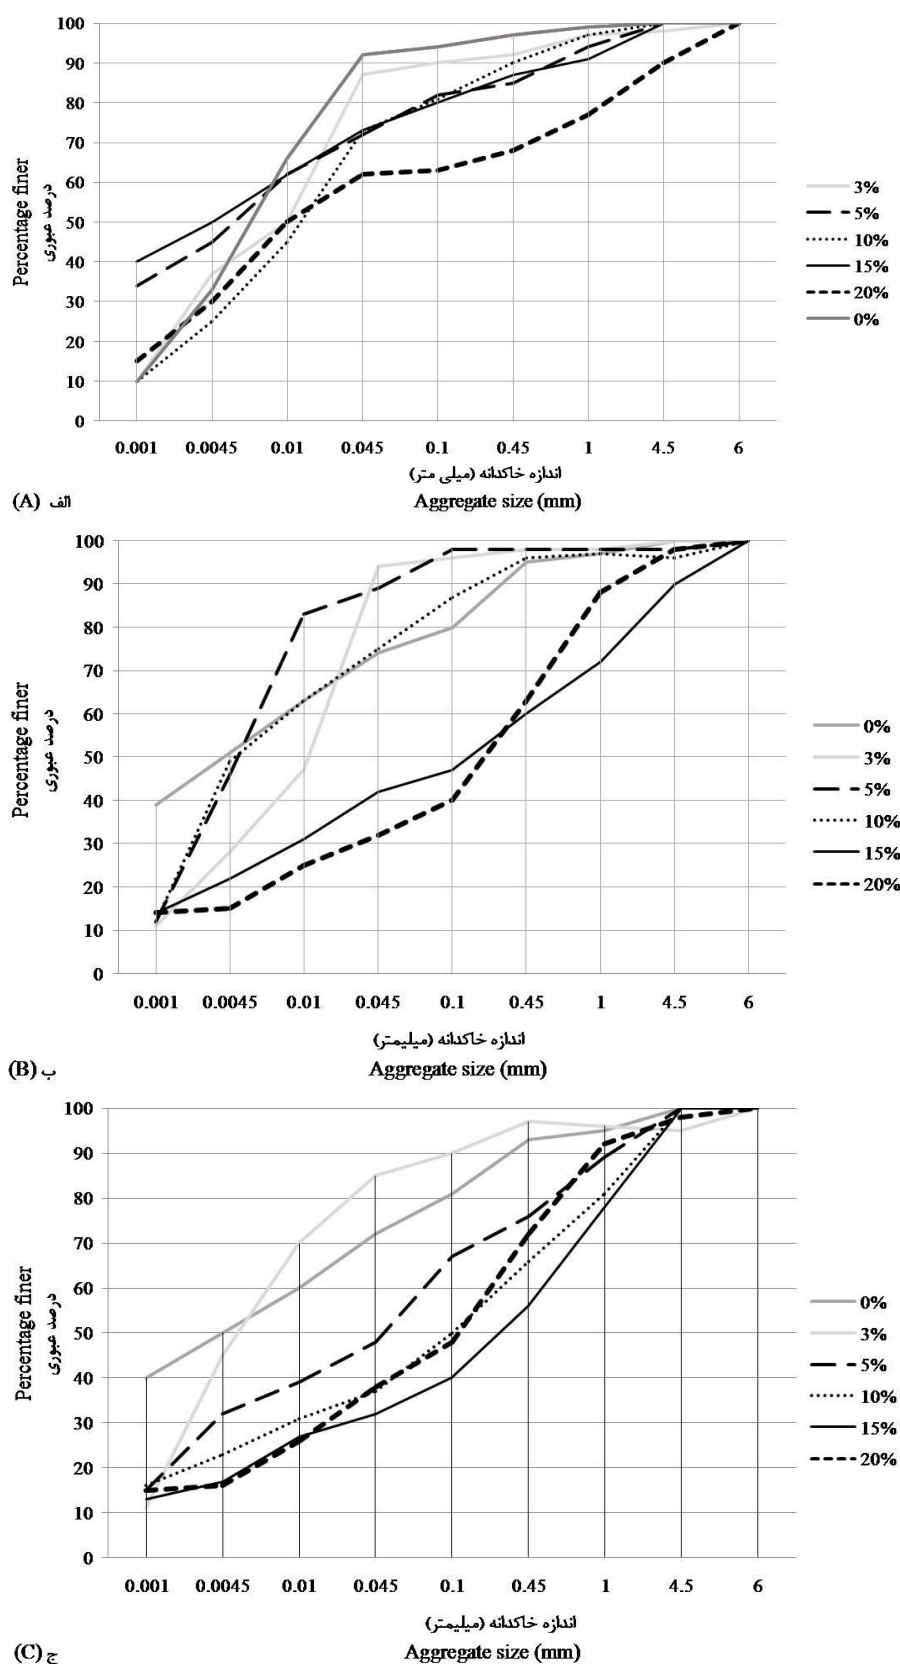 100
90
80
70
60
50
40
30
20
10
0
Percentage finer
درصد عبوری
0.001 0.0045 0.01 0.045 0.1 0.45 1 4.5 6
اندازه خاکدانه (میلی متر)
Aggregate size (mm)
(A) الف
3%
5%
10%
15%
20%
0%
100
90
80
70
60
50
40
30
20
10
0
Percentage finer
درصد عبوری
0.001 0.0045 0.01 0.045 0.1 0.45 1 4.5 6
اندازه خاکدانه (میلیمتر)
Aggregate size (mm)
(B) ب
0%
3%
5%
10%
15%
20%
100
90
80
70
60
50
40
30
20
10
0
Percentage finer
درصد عبوری
0.001 0.0045 0.01 0.045 0.1 0.45 1 4.5 6
اندازه خاکدانه (میلیمتر)
Aggregate size (mm)
(C) ج
0%
3%
5%
10%
15%
20%